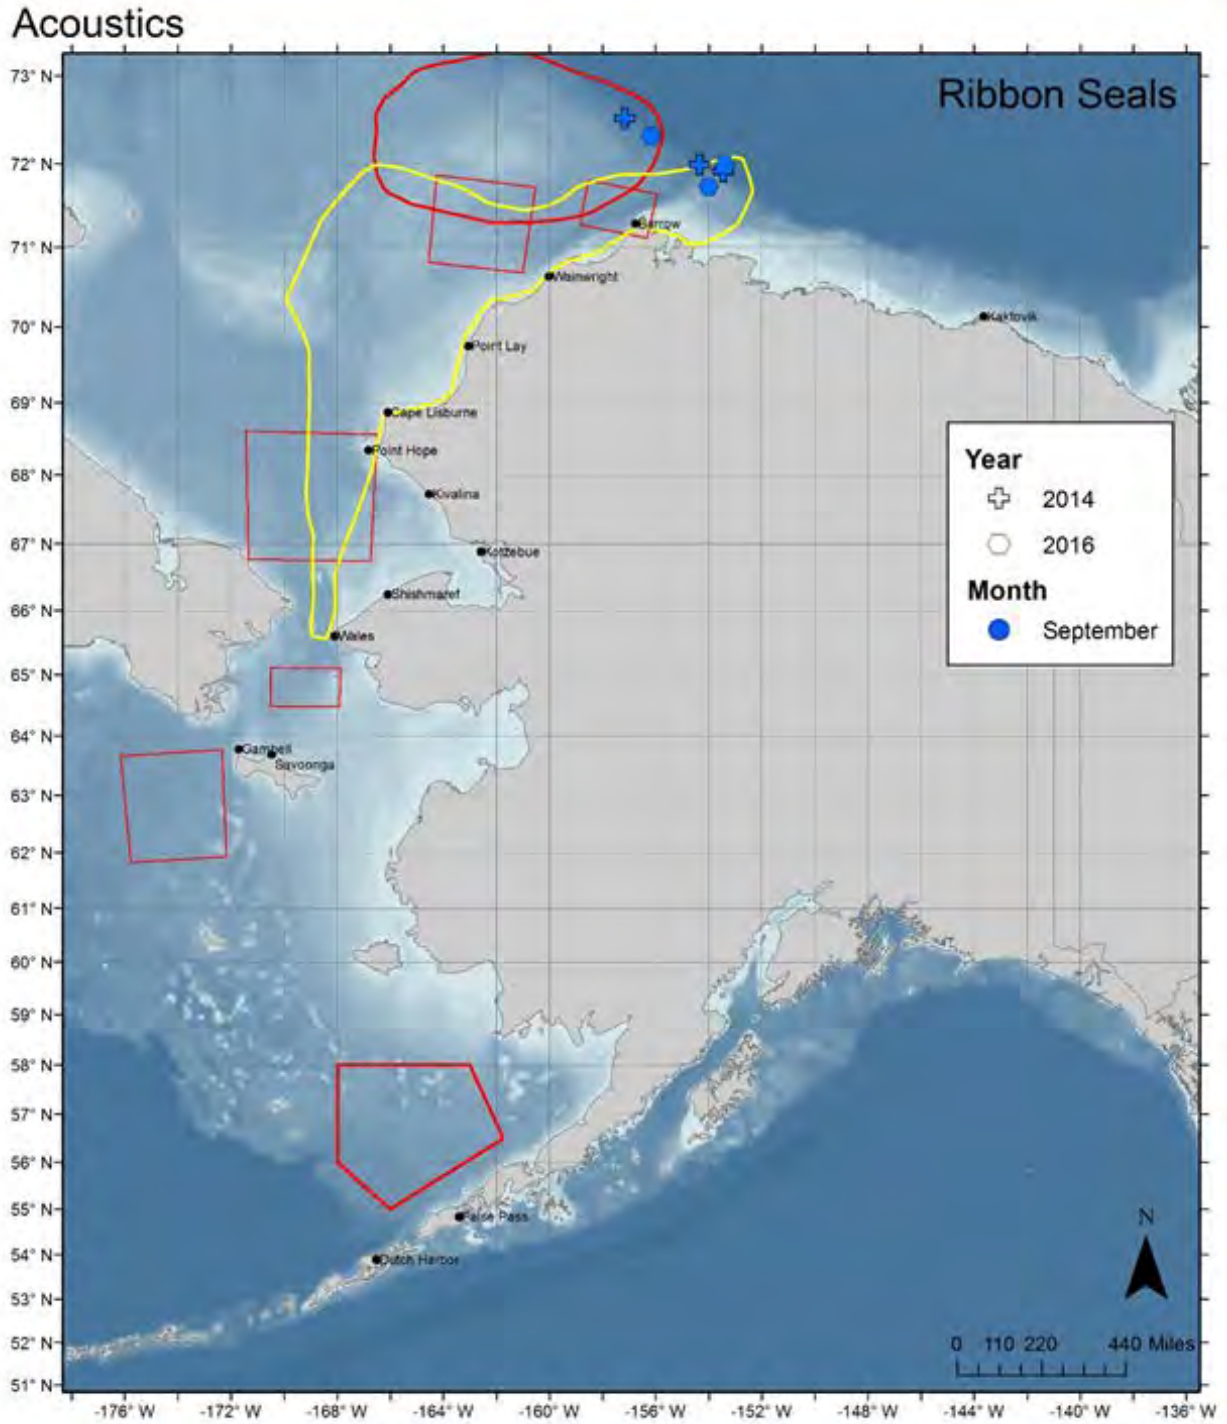 Acoustics
Ribbon Seals
73° N
72° N
71° N
70° N
69° N
68° N
67° N
66° N
65° N
64° N
63° N
62° N
61° N
60° N
59° N
58° N
57° N
56° N
55° N
54° N
53° N
52° N
51° N
Barrow
Wainwright
Kaktovik
Point Lay
Cape Lisburne
Point Hope
Kivalina
Kotzebue
Shishmaref
Wales
Gambell
Savoonga
False Pass
Dutch Harbor
Year
2014
2016
Month
September
N
0 110 220 440 Miles
-176° W -172° W -168° W -164° W -160° W -156° W -152° W -148° W -144° W -140° W -136° W